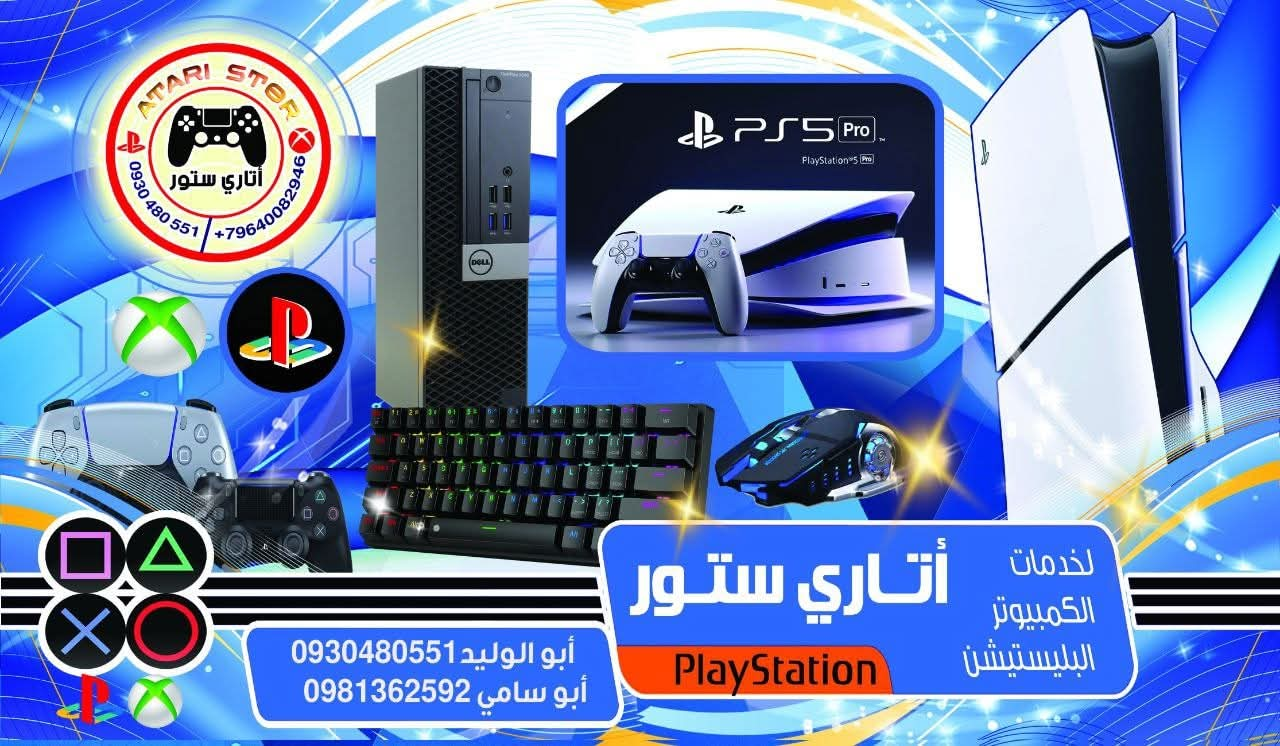 ATARI STOR
أتاري ستور
0930 480 551 / +79640082946
DELL
PS5 Pro
PlayStation®5 Pro
أتاري ستور
PlayStation
لخدمات
الكمبيوتر
البليستيشن
أبو الوليد 0930480551
أبو سامي 0981362592